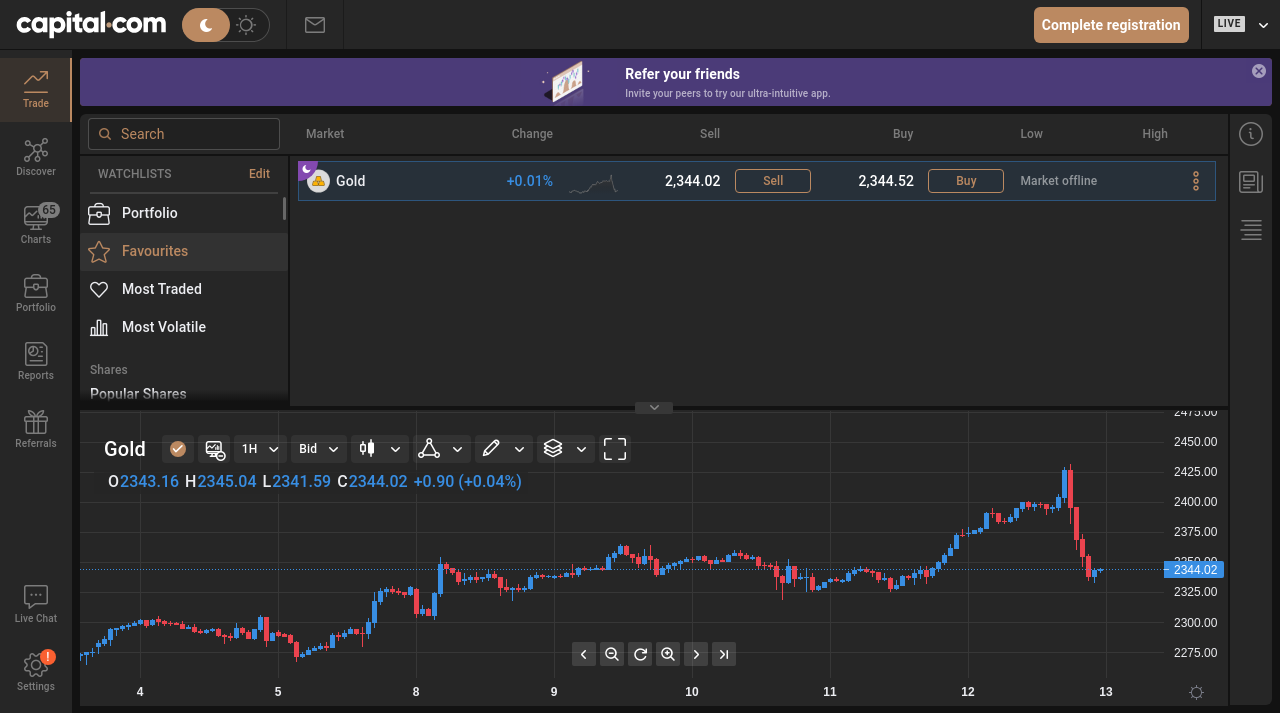 capital.com
Complete registration
LIVE
Refer your friends
Invite your peers to try our ultra-intuitive app.
Trade
Discover
65
Charts
Portfolio
Reports
Referrals
Live Chat
!
Settings
Search
WATCHLISTS
Edit
Portfolio
Favourites
Most Traded
Most Volatile
Shares
Popular Shares
Market Change Sell Buy Low High
Gold +0.01% 2,344.02 Sell 2,344.52 Buy Market offline
Gold 1H Bid
O2343.16 H2345.04 L2341.59 C2344.02 +0.90 (+0.04%)
2475.00
2450.00
2425.00
2400.00
2375.00
2350.00
2344.02
2325.00
2300.00
2275.00
4 5 8 9 10 11 12 13